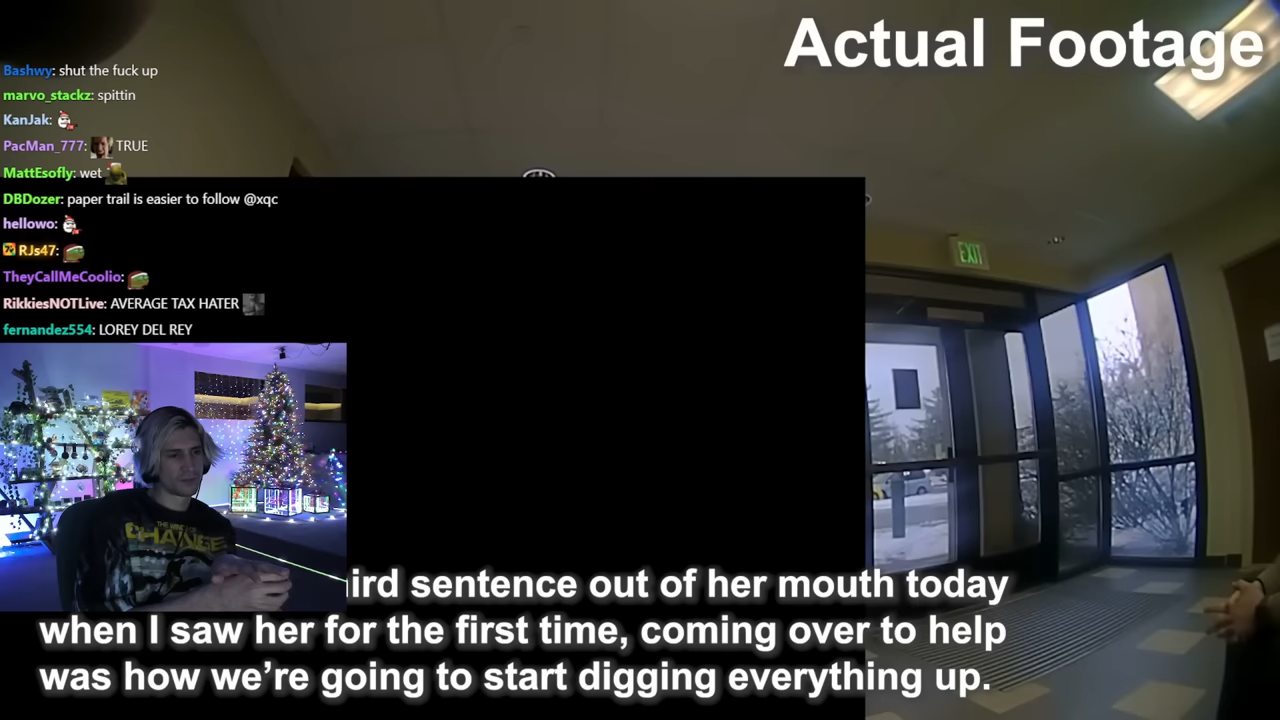 Actual Footage
Bashwy: shut the fuck up
marvo_stackz: spittin
KanJak:
PacMan_777: TRUE
MattEsofly: wet
DBDozer: paper trail is easier to follow @xqc
hellowo:
RJs47:
TheyCallMeCoolio:
RikkiesNOTLive: AVERAGE TAX HATER
fernandez554: LOREY DEL REY
EXIT
CHANGE
ird sentence out of her mouth today
when I saw her for the first time, coming over to help
was how we’re going to start digging everything up.